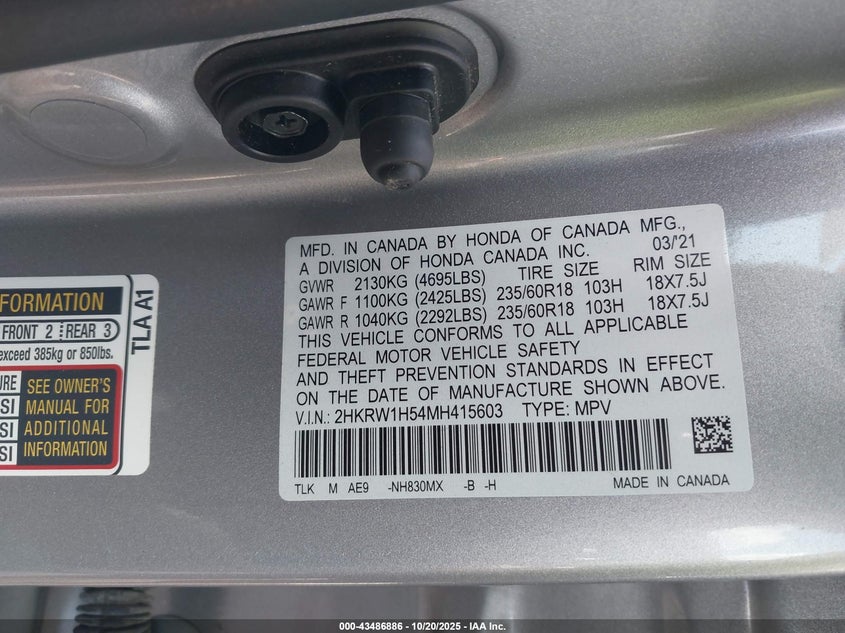 MFD. IN CANADA BY HONDA OF CANADA MFG.,
A DIVISION OF HONDA CANADA INC. 03/'21
GVWR 2130KG (4695LBS) TIRE SIZE RIM SIZE
GAWR F 1100KG (2425LBS) 235/60R18 103H 18X7.5J
GAWR R 1040KG (2292LBS) 235/60R18 103H 18X7.5J
THIS VEHICLE CONFORMS TO ALL APPLICABLE
FEDERAL MOTOR VEHICLE SAFETY
AND THEFT PREVENTION STANDARDS IN EFFECT
ON THE DATE OF MANUFACTURE SHOWN ABOVE.
V.I.N.: 2HKRW1H54MH415603 TYPE: MPV
TLK M AE9 -NH830MX -B -H MADE IN CANADA
FORMATION
FRONT 2 REAR 3
exceed 385kg or 850lbs.
URE SEE OWNER'S
SI MANUAL FOR
SI ADDITIONAL
SI INFORMATION
TLA A1
000-43486886 - 10/20/2025 - IAA Inc.